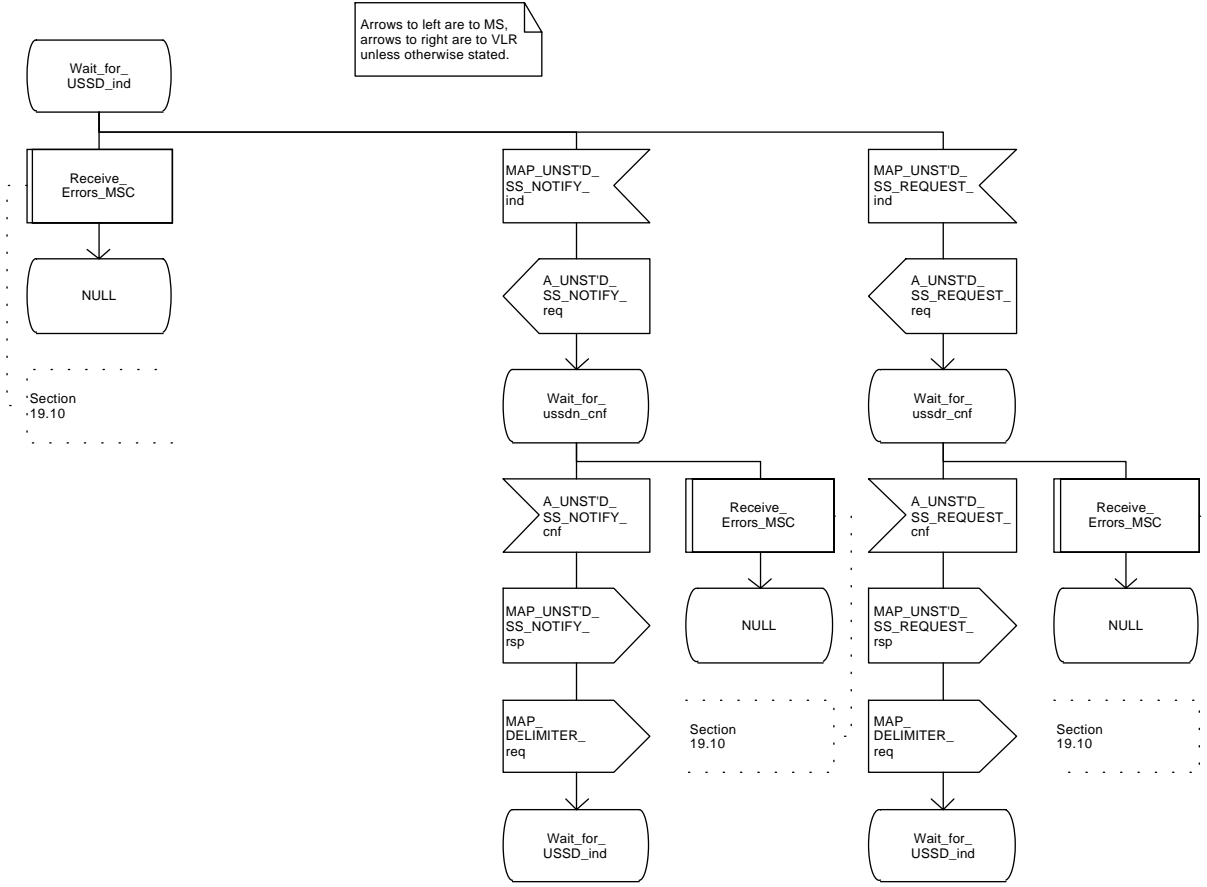 Arrows to left are to MS,
arrows to right are to VLR
unless otherwise stated.
Wait_for_
USSD_ind
Receive_
Errors_MSC
NULL
Section
19.10
MAP_UNST'D_
SS_NOTIFY_
ind
A_UNST'D_
SS_NOTIFY_
req
Wait_for_
ussdn_cnf
A_UNST'D_
SS_NOTIFY_
cnf
MAP_UNST'D_
SS_NOTIFY_
rsp
MAP_
DELIMITER_
req
Wait_for_
USSD_ind
Receive_
Errors_MSC
NULL
Section
19.10
MAP_UNST'D_
SS_REQUEST_
ind
A_UNST'D_
SS_REQUEST_
req
Wait_for_
ussdr_cnf
A_UNST'D_
SS_REQUEST_
cnf
MAP_UNST'D_
SS_REQUEST_
rsp
MAP_
DELIMITER_
req
Wait_for_
USSD_ind
Receive_
Errors_MSC
NULL
Section
19.10